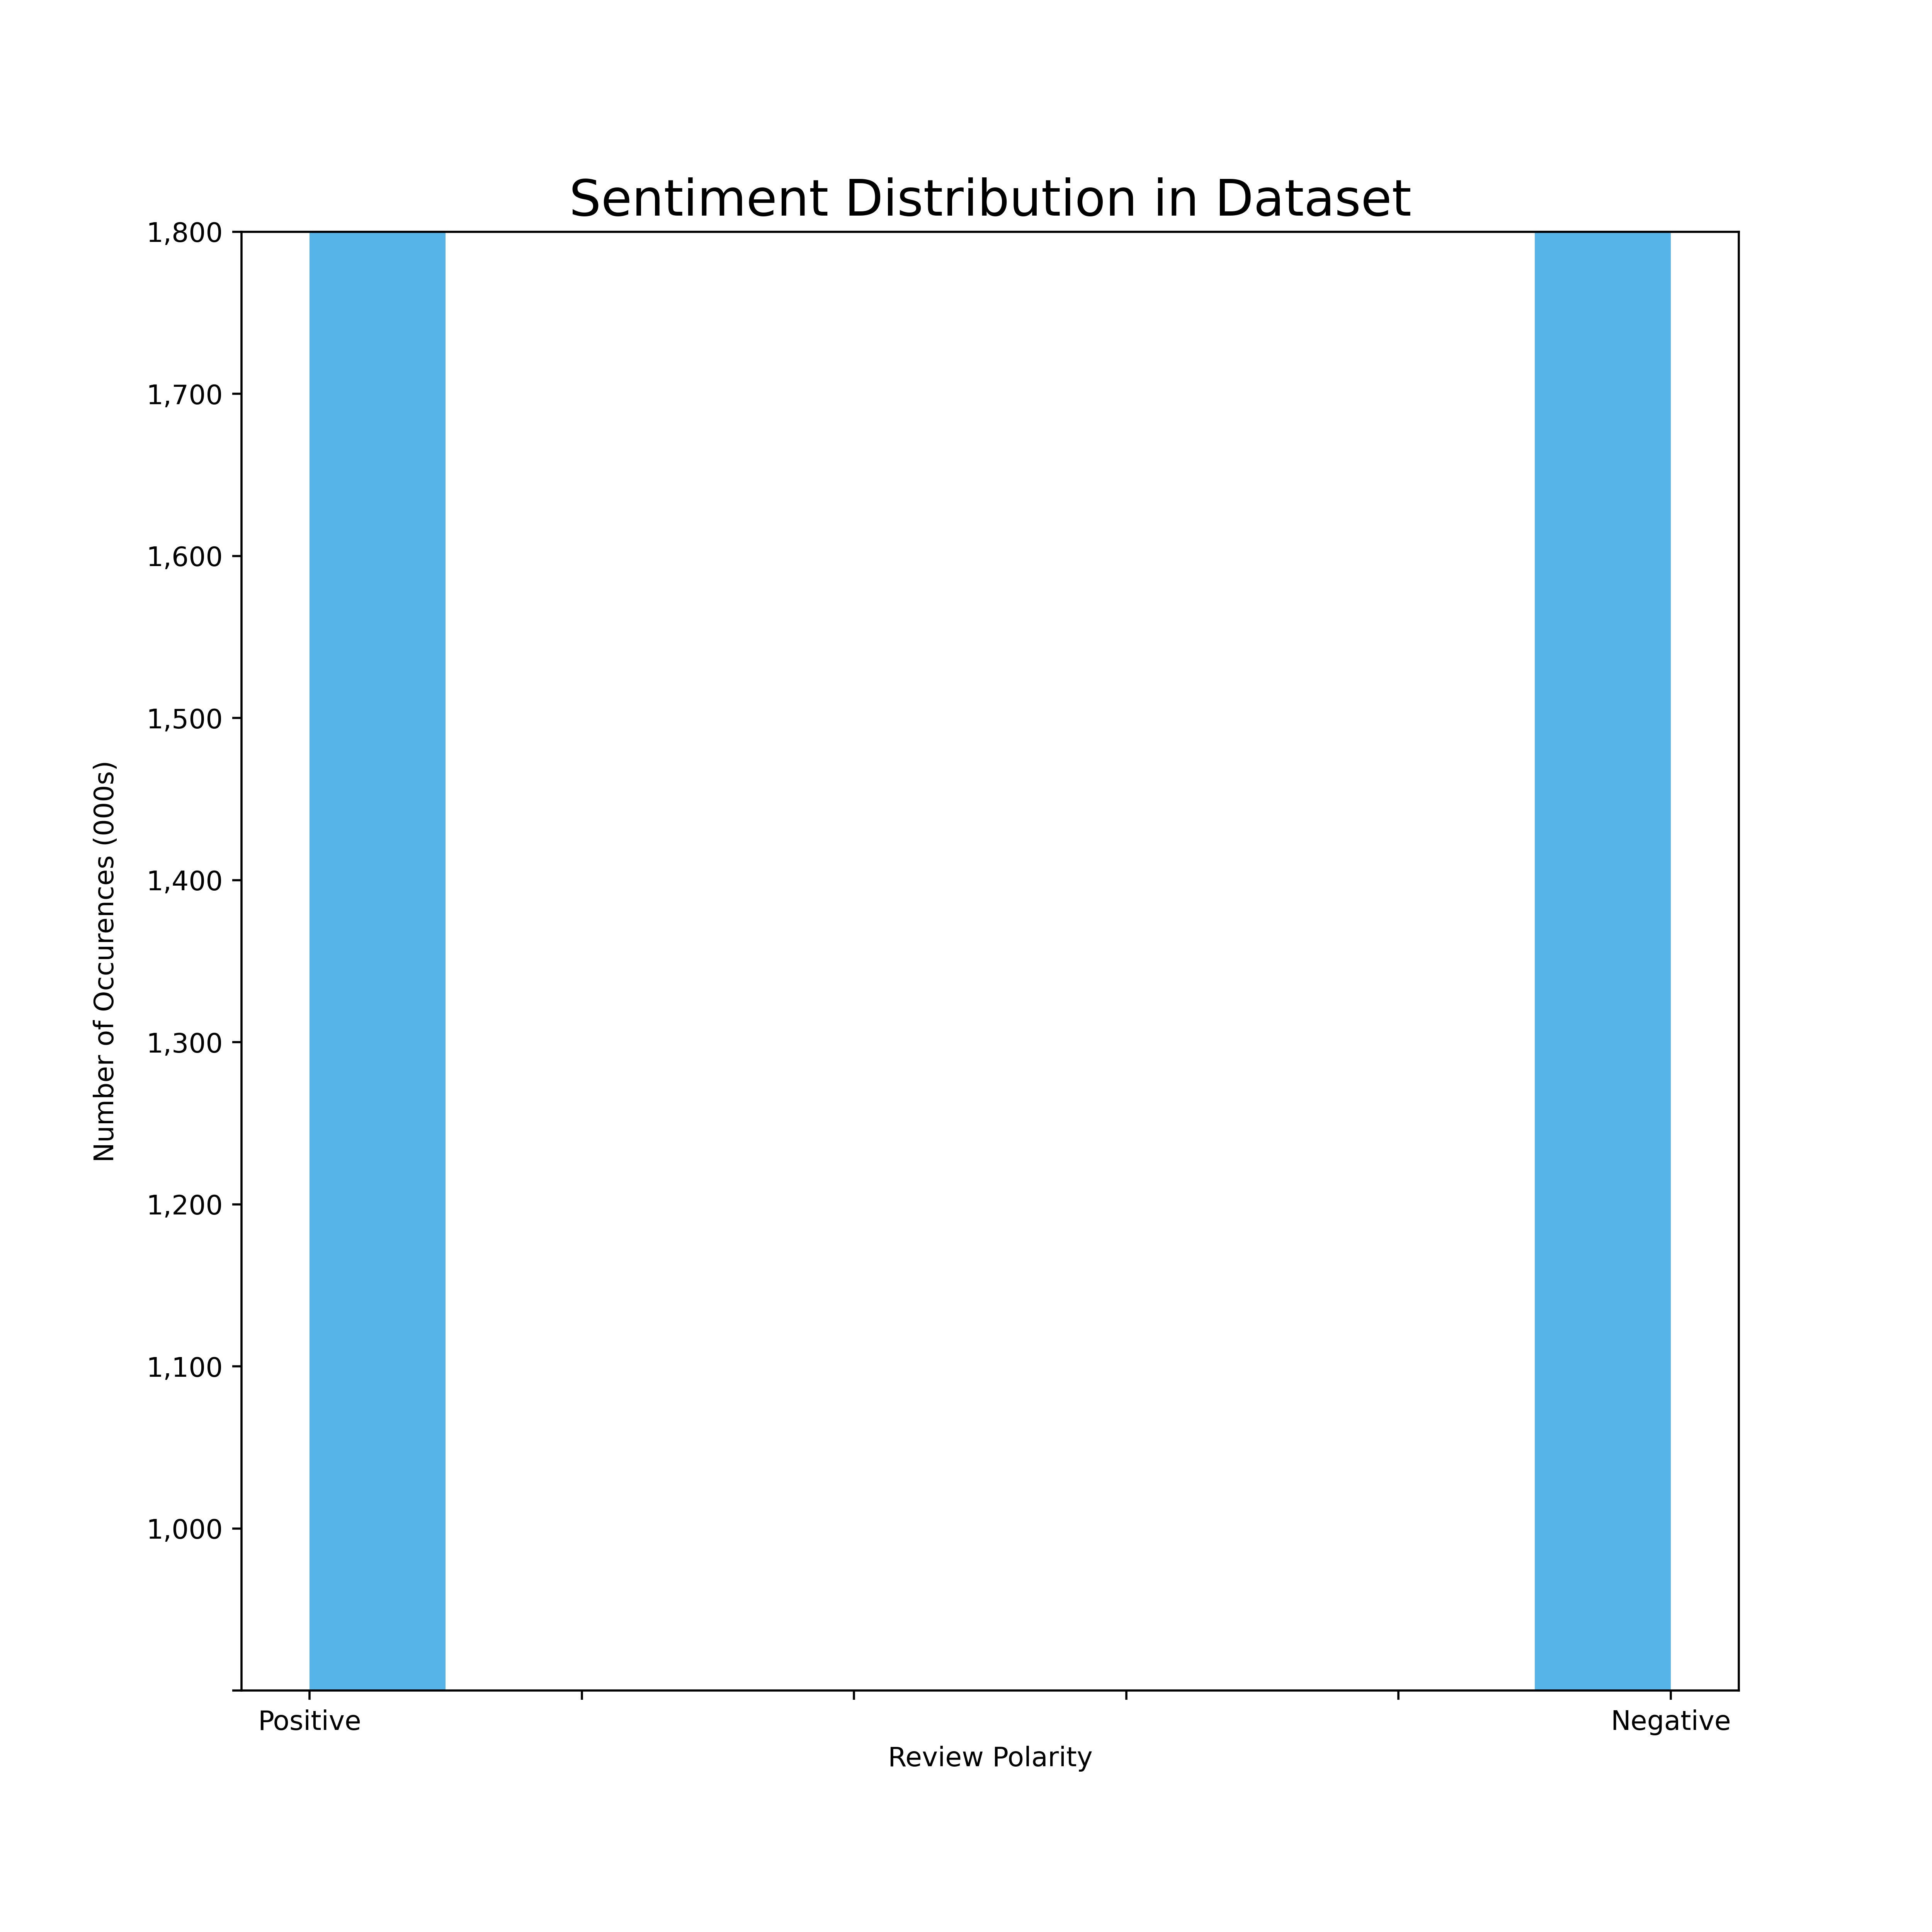 Sentiment Distribution in Dataset
1,800
1,700
1,600
1,500
1,400
1,300
1,200
1,100
1,000
Number of Occurences (000s)
Positive
Negative
Review Polarity